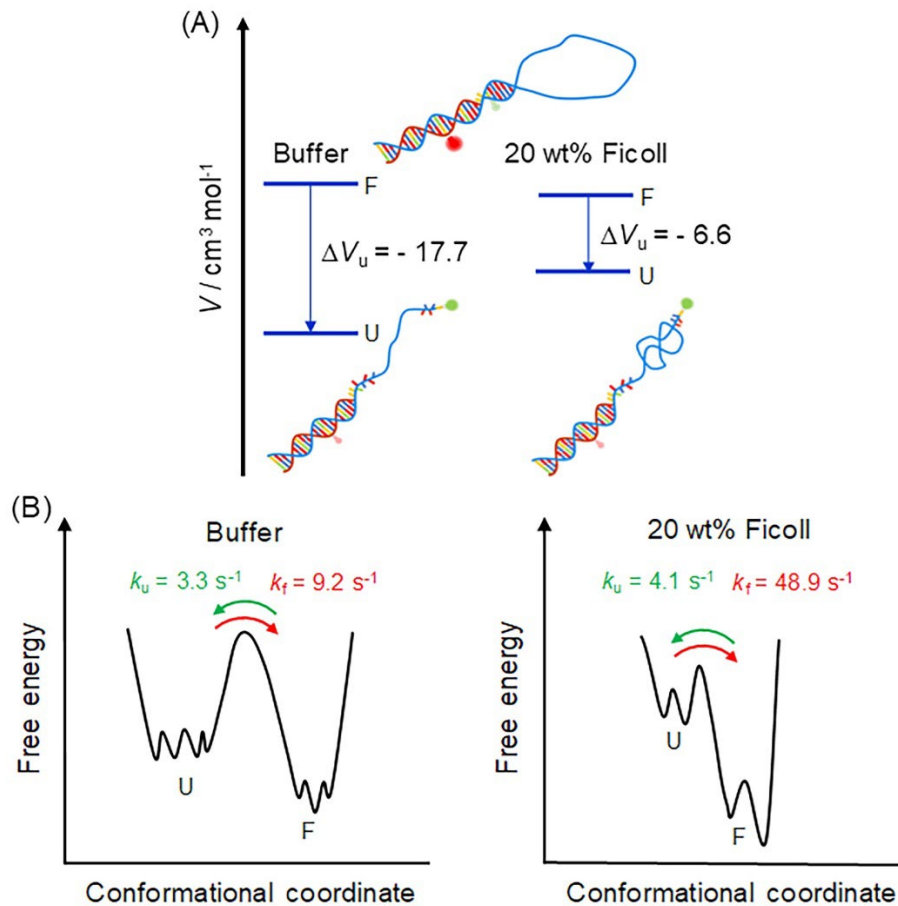 (A)
V / cm³ mol⁻¹
Buffer
20 wt% Ficoll
F
F
ΔVᵤ = - 17.7
ΔVᵤ = - 6.6
U
U
(B)
Buffer
kᵤ = 3.3 s⁻¹
k_f = 9.2 s⁻¹
Free energy
U
F
Conformational coordinate
20 wt% Ficoll
kᵤ = 4.1 s⁻¹
k_f = 48.9 s⁻¹
Free energy
U
F
Conformational coordinate